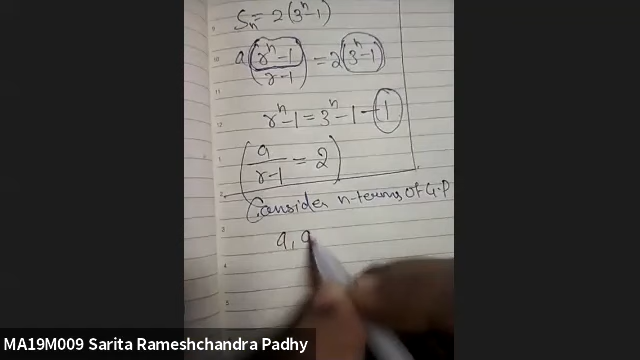 Sn = 2(3^n-1)
a(r^n-1/r-1) = 2(3^n-1)
r^n-1 = 3^n-1 - 1
(a/r-1 = 2)
Consider n-terms of G.P
a, a
MA19M009 Sarita Rameshchandra Padhy